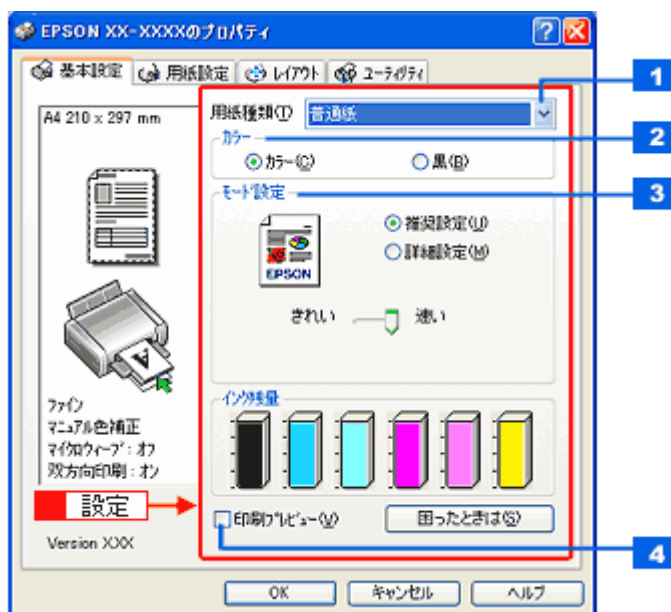 EPSON XX-XXXXのプロパティ
基本設定 用紙設定 レイアウト ユーティリティ
A4 210 x 297 mm
用紙種類(T) 普通紙
1
カラー
2
カラー(C) 黒(B)
モード設定
3
推奨設定(U)
詳細設定(M)
EPSON
きれい 速い
ファイン
マニュアル色補正
マイクロウィーブ : オフ
双方向印刷 : オン
インク残量
設定
印刷プレビュー(V) 困ったときは(S)
Version XXX
4
OK キャンセル ヘルプ